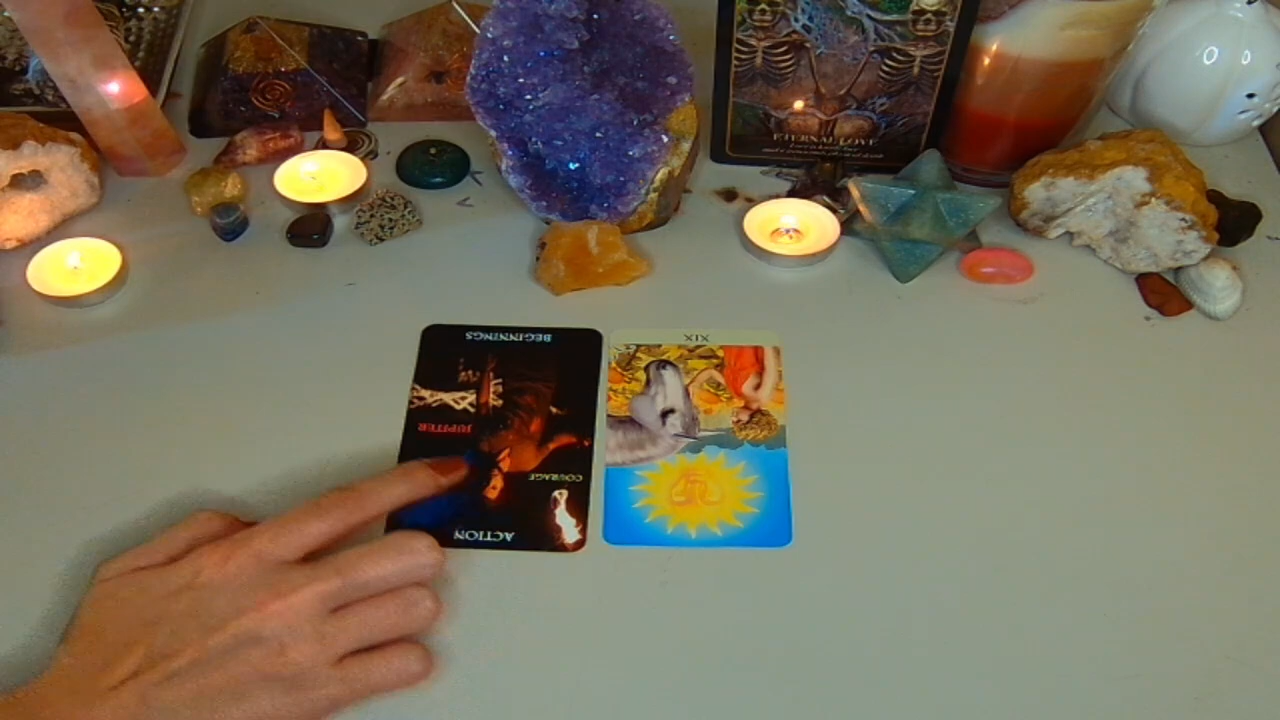 ETERNAL LOVE
BEGINNINGS
JUPITER
COURAGE
ACTION
XIX